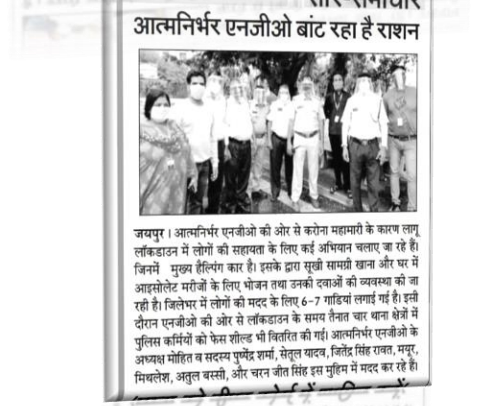 सार-समाचार
आत्मनिर्भर एनजीओ बांट रहा है राशन
जयपुर। आत्मनिर्भर एनजीओ की ओर से करोना महामारी के कारण लागू
लॉकडाउन में लोगों की सहायता के लिए कई अभियान चलाए जा रहे हैं।
जिनमें मुख्य हैल्पिंग कार है। इसके द्वारा सूखी सामग्री खाना और घर में
आइसोलेट मरीजों के लिए भोजन तथा उनकी दवाओं की व्यवस्था की जा
रही है। जिलेभर में लोगों की मदद के लिए 6-7 गाडियां लगाई गई है। इसी
दौरान एनजीओ की ओर से लॉकडाउन के समय तैनात चार थाना क्षेत्रों में
पुलिस कर्मियों को फेस शील्ड भी वितरित की गई। आत्मनिर्भर एनजीओ के
अध्यक्ष मोहित व सदस्य पुष्पेंद्र शर्मा, सेतूल यादव, जितेंद्र सिंह रावत, मयूर,
मिथलेश, अतुल बस्सी, और चरन जीत सिंह इस मुहिम में मदद कर रहे हैं।